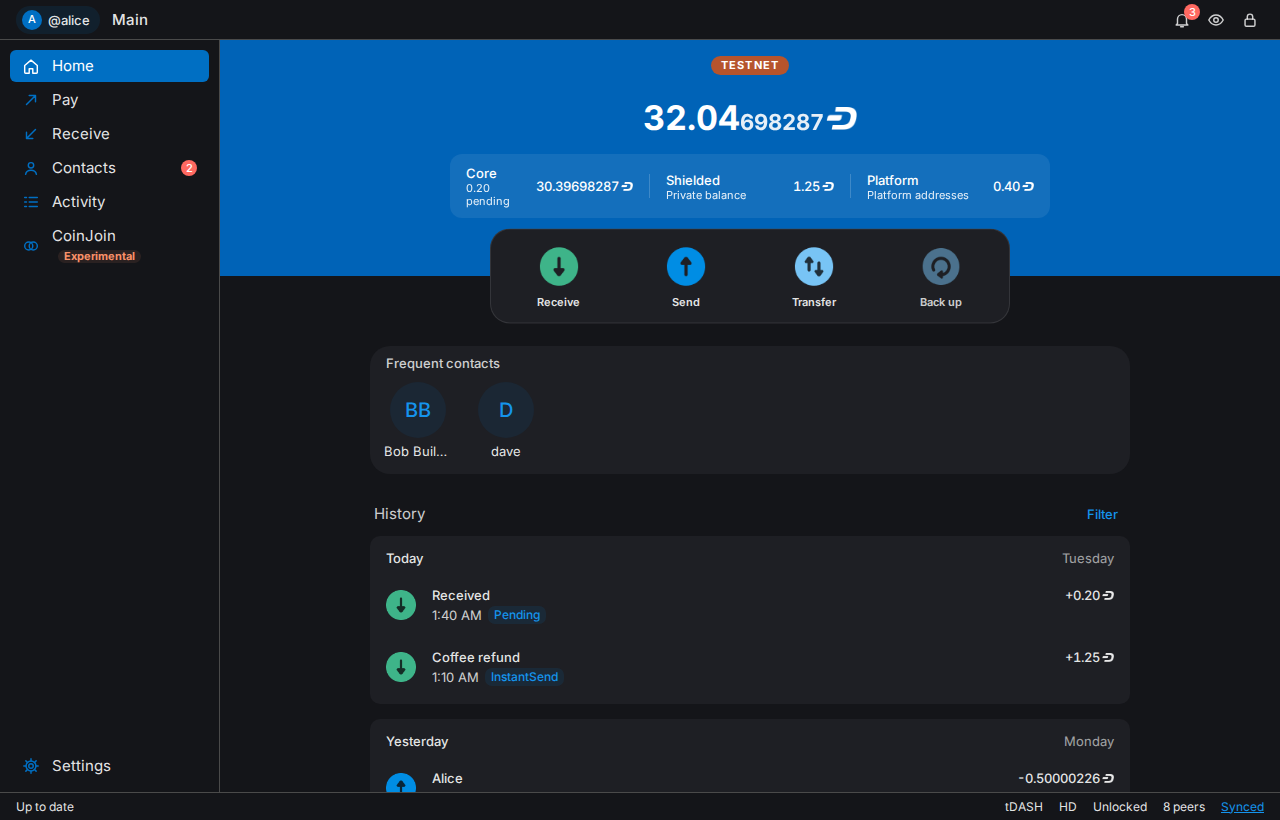 A @alice Main 3
Home
Pay
Receive
Contacts 2
Activity
CoinJoin
Experimental
Settings
TESTNET
32.04698287
Core
0.20
pending
30.39698287
Shielded
Private balance
1.25
Platform
Platform addresses
0.40
Receive Send Transfer Back up
Frequent contacts
BB D
Bob Buil... dave
History Filter
Today Tuesday
Received +0.20
1:40 AM Pending
Coffee refund +1.25
1:10 AM InstantSend
Yesterday Monday
Alice -0.50000226
Up to date tDASH HD Unlocked 8 peers Synced